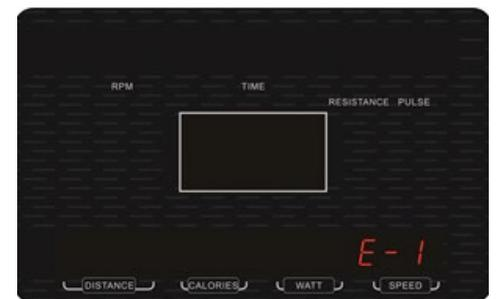 RPM TIME
RESISTANCE PULSE
E-1
DISTANCE CALORIES WATT SPEED